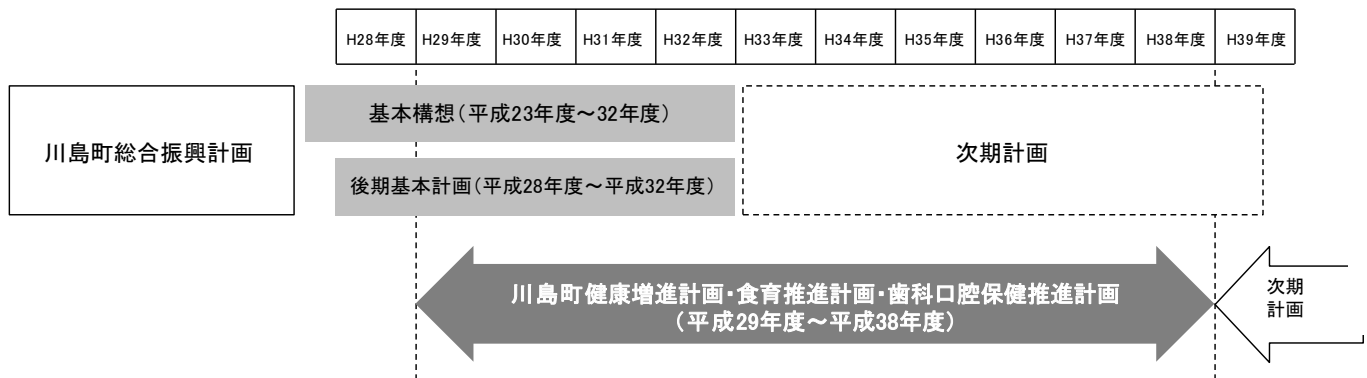 H28年度 H29年度 H30年度 H31年度 H32年度 H33年度 H34年度 H35年度 H36年度 H37年度 H38年度 H39年度
基本構想(平成23年度～32年度)
川島町総合振興計画
次期計画
後期基本計画(平成28年度～平成32年度)
川島町健康増進計画・食育推進計画・歯科口腔保健推進計画
(平成29年度～平成38年度)
次期
計画